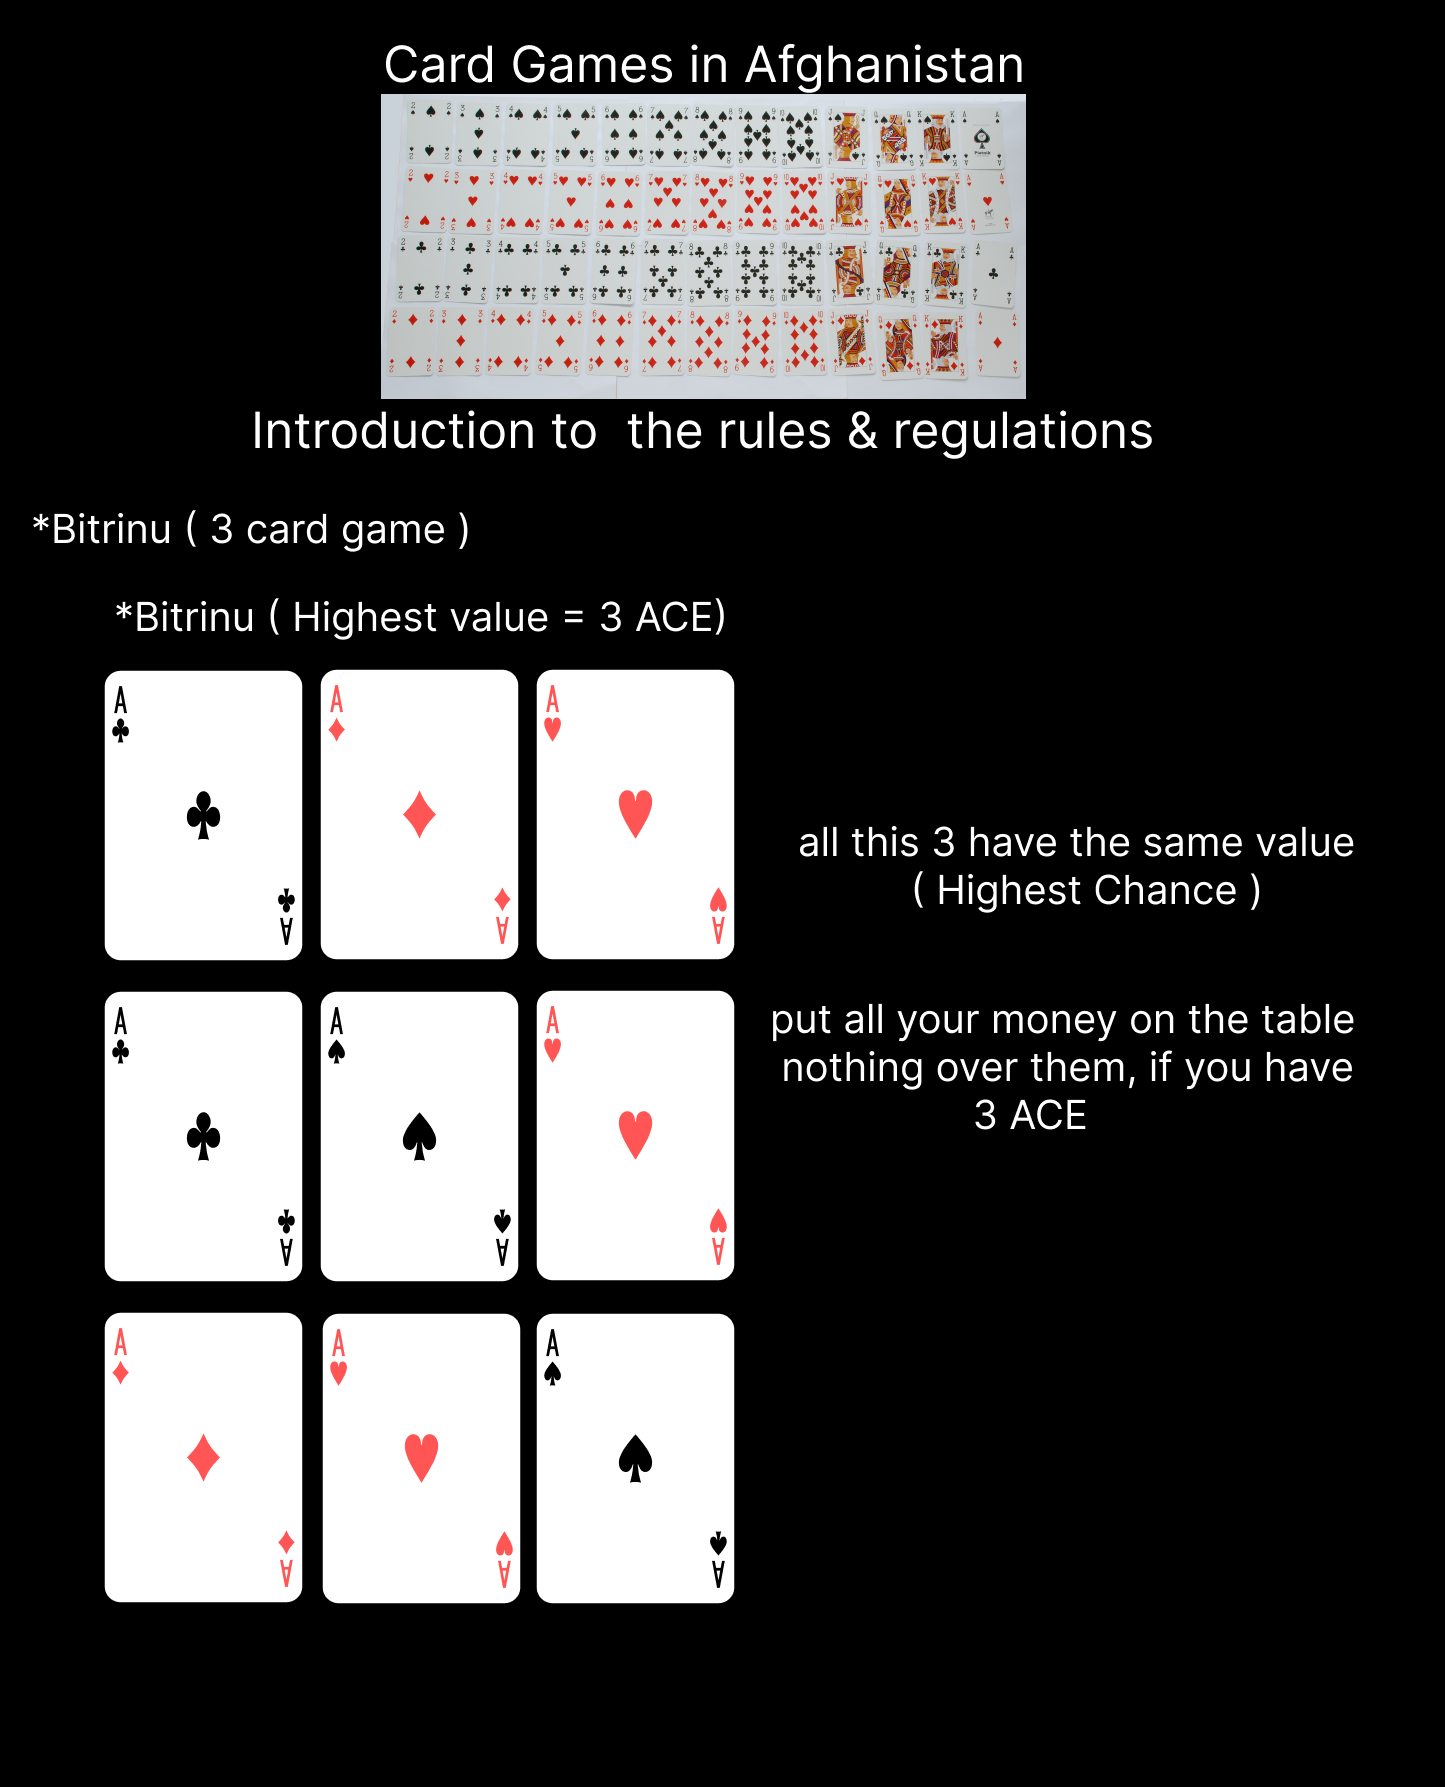 Card Games in Afghanistan
Introduction to  the rules & regulations
*Bitrinu ( 3 card game )
*Bitrinu ( Highest value = 3 ACE)
A A A
A A A
all this 3 have the same value
( Highest Chance )
A A A
A A A
put all your money on the table
nothing over them, if you have
3 ACE
A A A
A A A